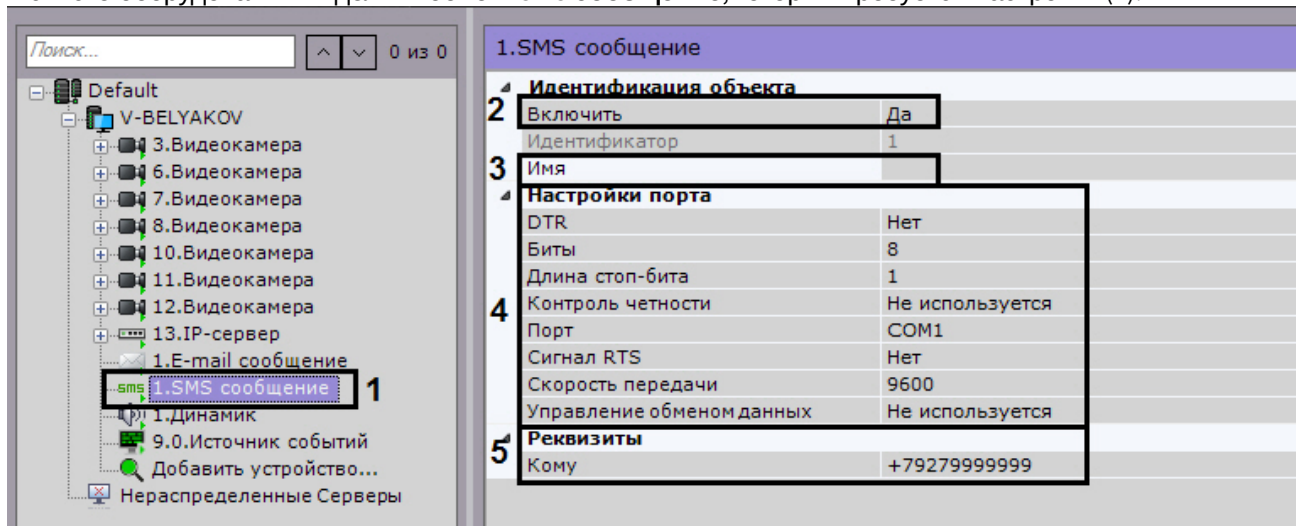 Поиск...
0 из 0
Default
V-BELYAKOV
3.Видеокамера
6.Видеокамера
7.Видеокамера
8.Видеокамера
10.Видеокамера
11.Видеокамера
12.Видеокамера
13.IP-сервер
1.E-mail сообщение
sms 1.SMS сообщение 1
1.Динамик
9.0.Источник событий
Добавить устройство...
Нераспределенные Серверы
1.SMS сообщение
Идентификация объекта
2 Включить Да
Идентификатор 1
3 Имя
Настройки порта
DTR Нет
Биты 8
Длина стоп-бита 1
4 Контроль четности Не используется
Порт COM1
Сигнал RTS Нет
Скорость передачи 9600
Управление обменом данных Не используется
5 Реквизиты
Кому +79279999999